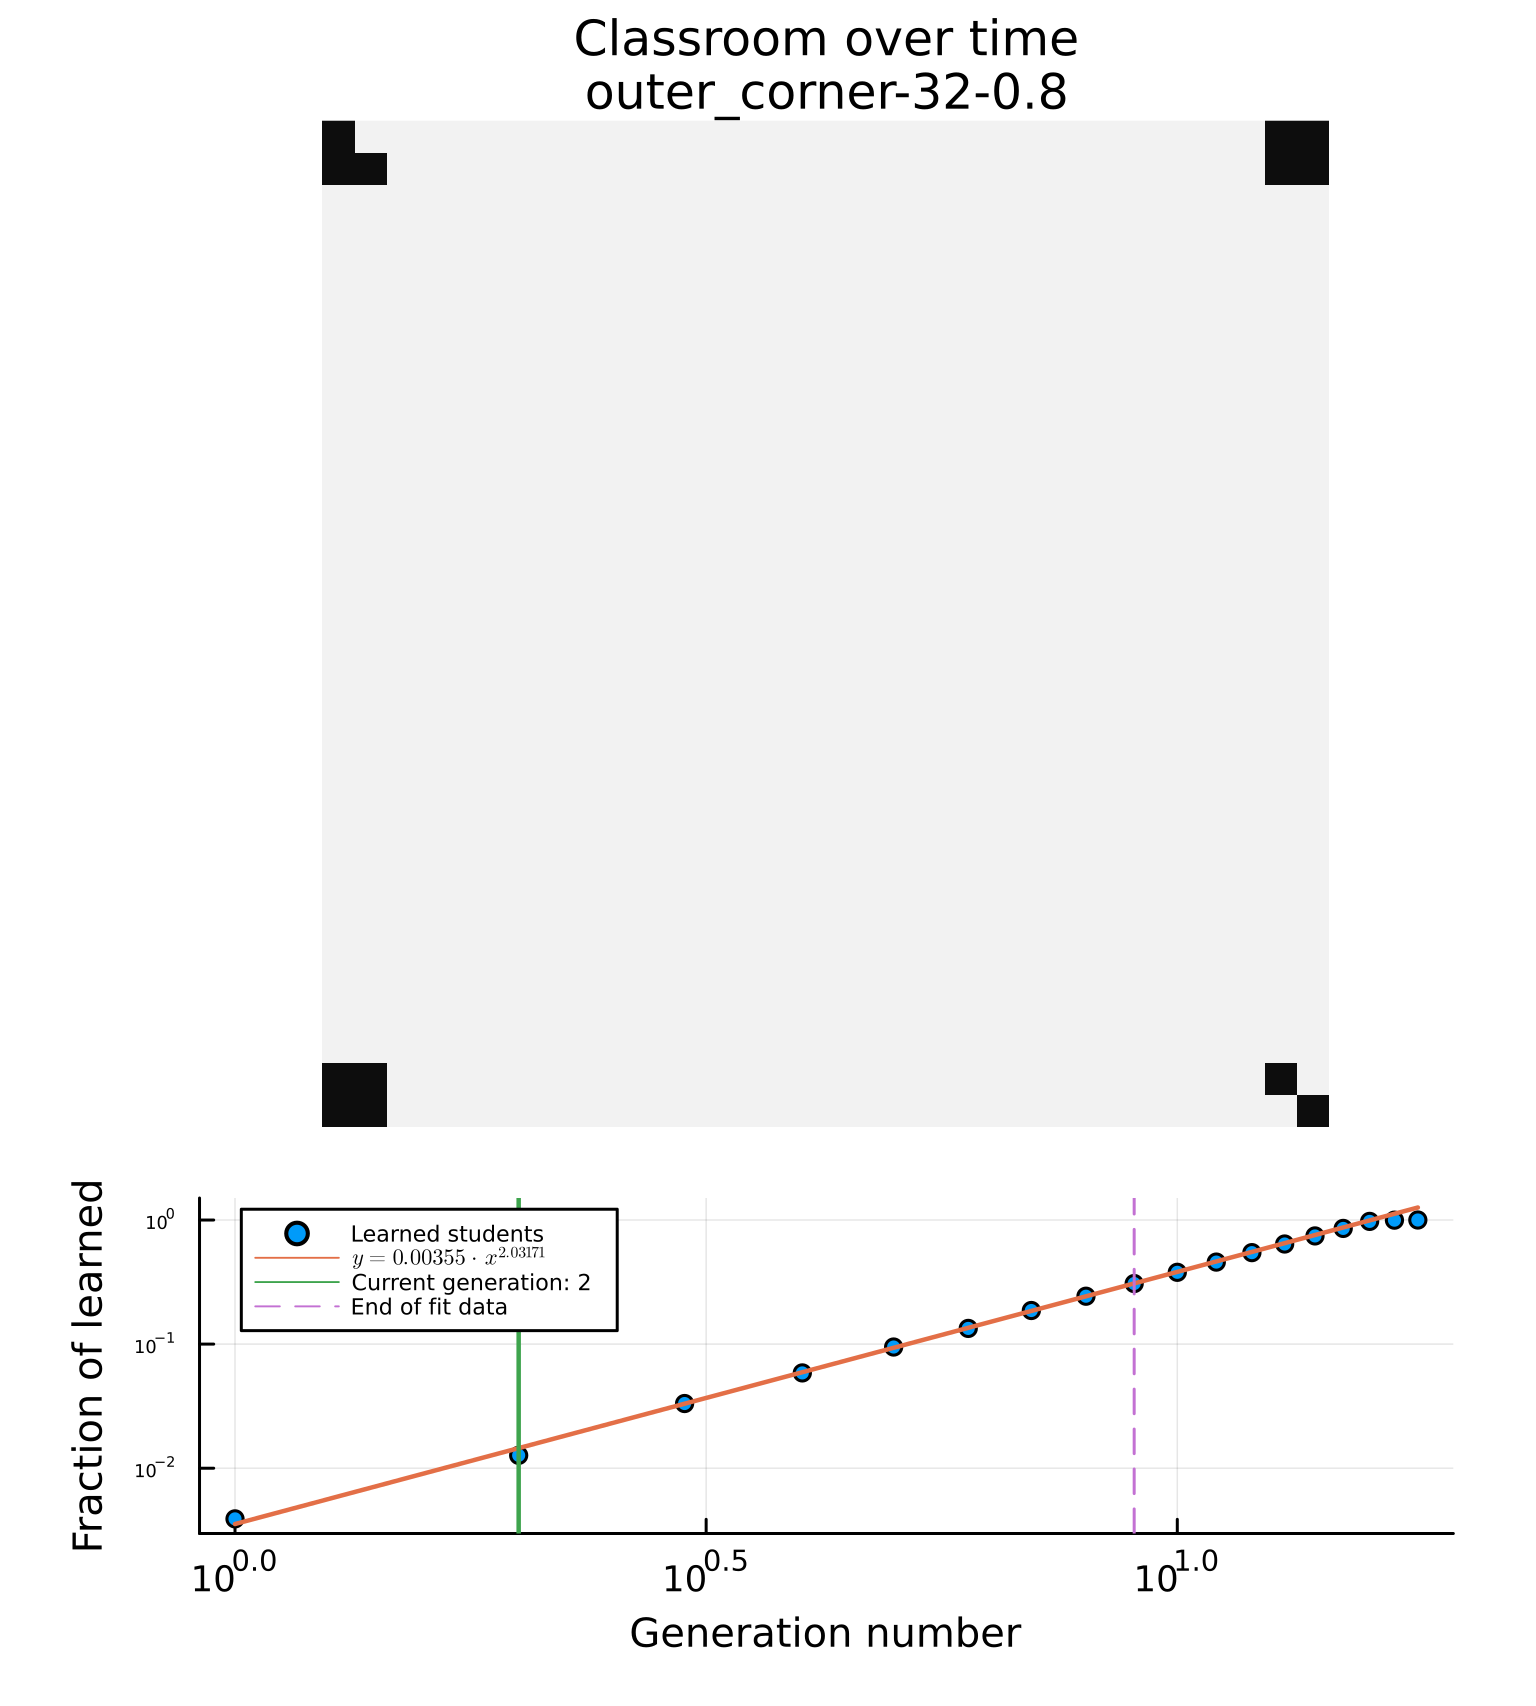 Classroom over time
outer_corner-32-0.8
Fraction of learned
10^0
10^-1
10^-2
Learned students
y = 0.00355 · x^2.03171
Current generation: 2
End of fit data
10^0.0 10^0.5 10^1.0
Generation number